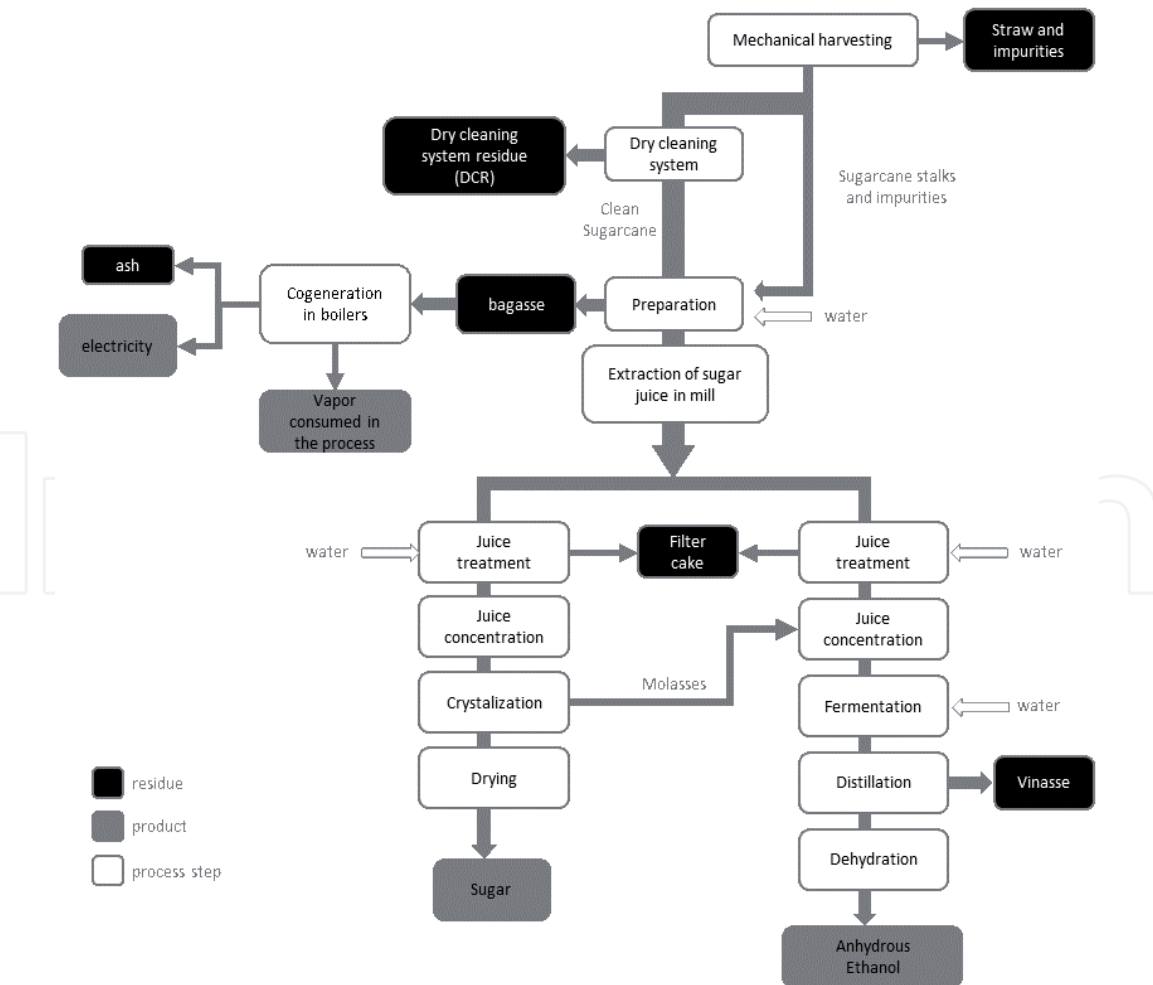 Mechanical harvesting
Straw and
impurities
Dry cleaning
system residue
(DCR)
Dry cleaning
system
Sugarcane stalks
and impurities
Clean
Sugarcane
ash
Cogeneration
in boilers
bagasse
Preparation
water
electricity
Extraction of sugar
juice in mill
Vapor
consumed in
the process
water
Juice
treatment
Filter
cake
Juice
treatment
water
Juice
concentration
Juice
concentration
Molasses
Crystalization
Fermentation
water
Drying
Distillation
Vinasse
residue
product
process step
Dehydration
Sugar
Anhydrous
Ethanol